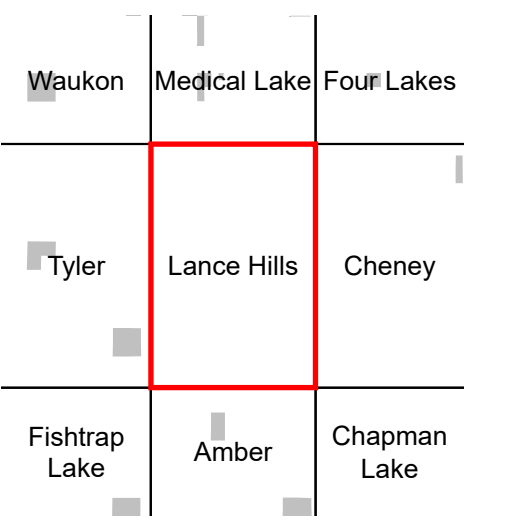 Waukon
Medical Lake
Four Lakes
Tyler
Lance Hills
Cheney
Fishtrap
Lake
Amber
Chapman
Lake